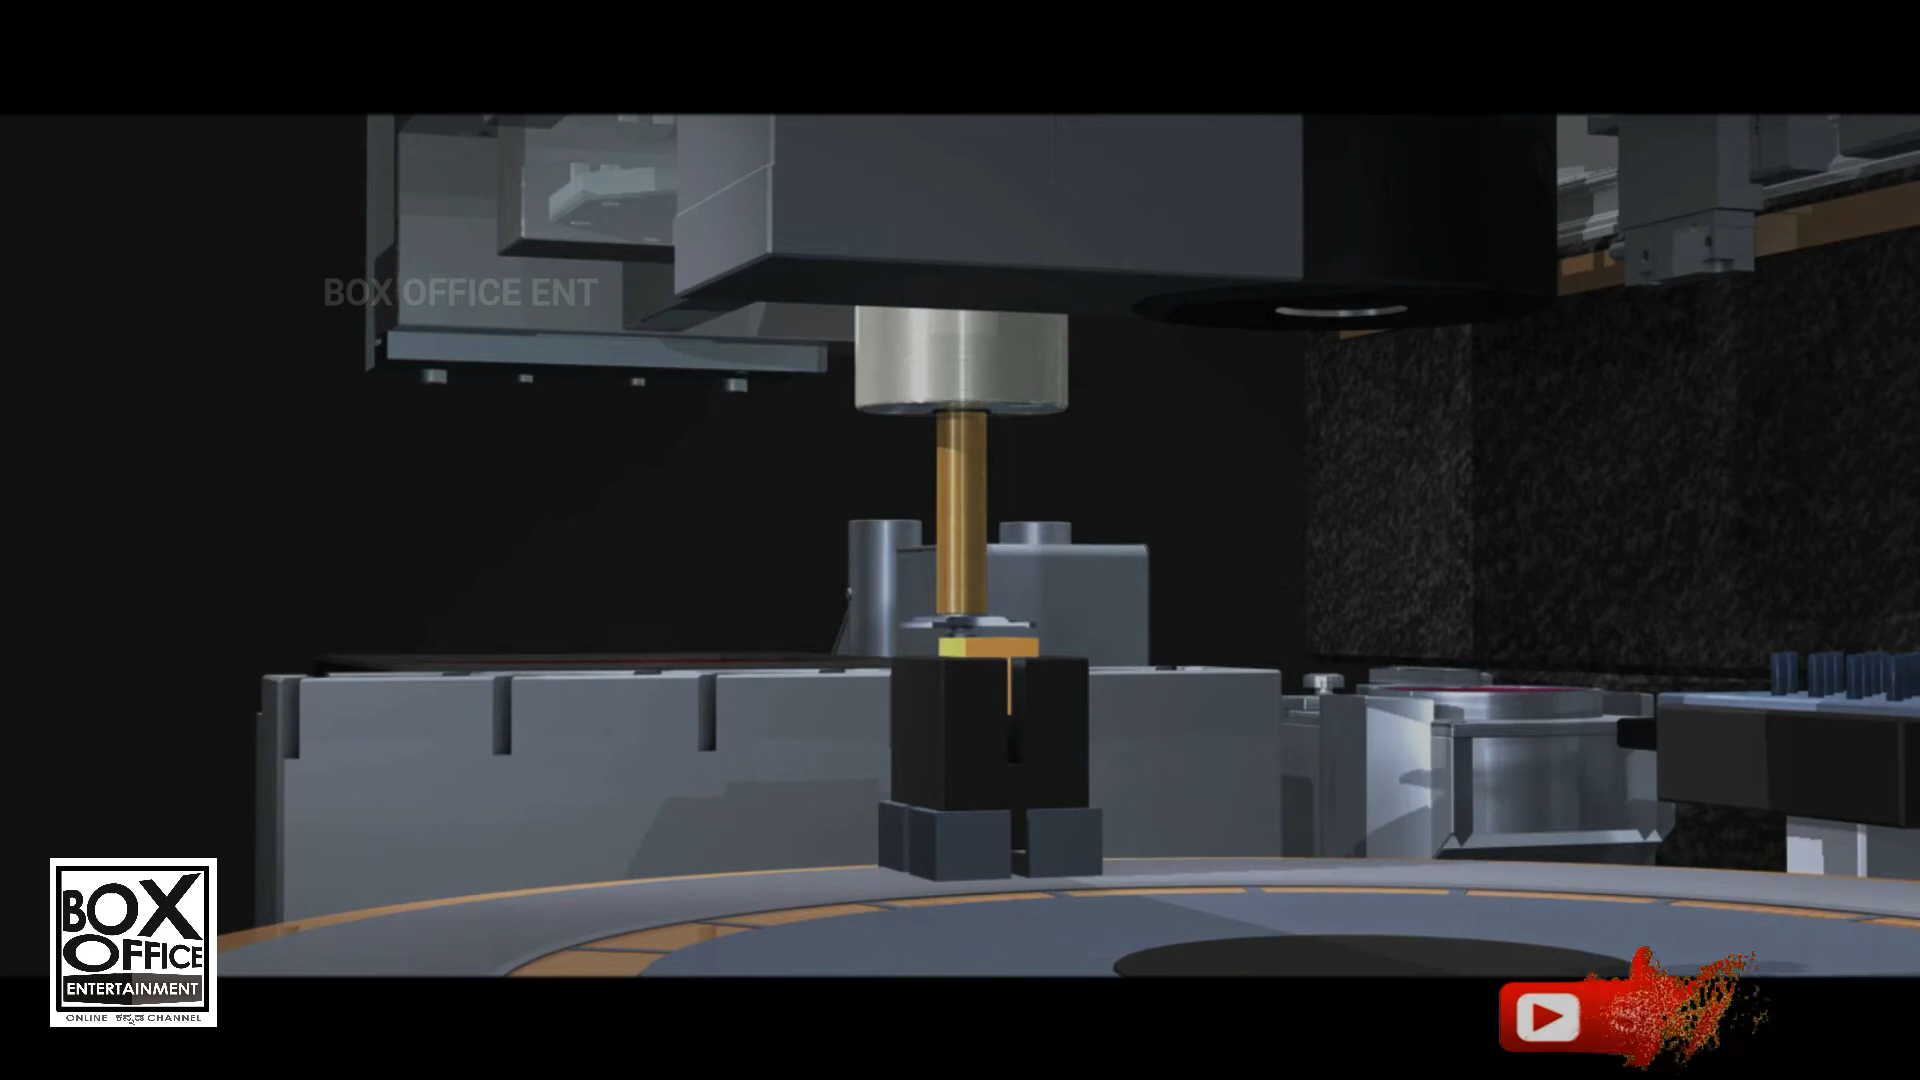 BOX OFFICE ENT
BOX
OFFICE
ENTERTAINMENT
ONLINE ಕನ್ನಡ CHANNEL